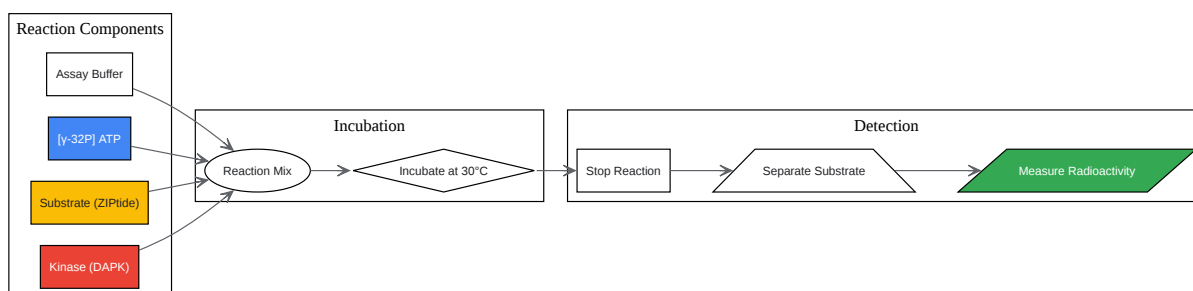 Reaction Components
Assay Buffer
[γ-32P] ATP
Substrate (ZIPtide)
Kinase (DAPK)
Incubation
Reaction Mix
Incubate at 30°C
Detection
Stop Reaction
Separate Substrate
Measure Radioactivity